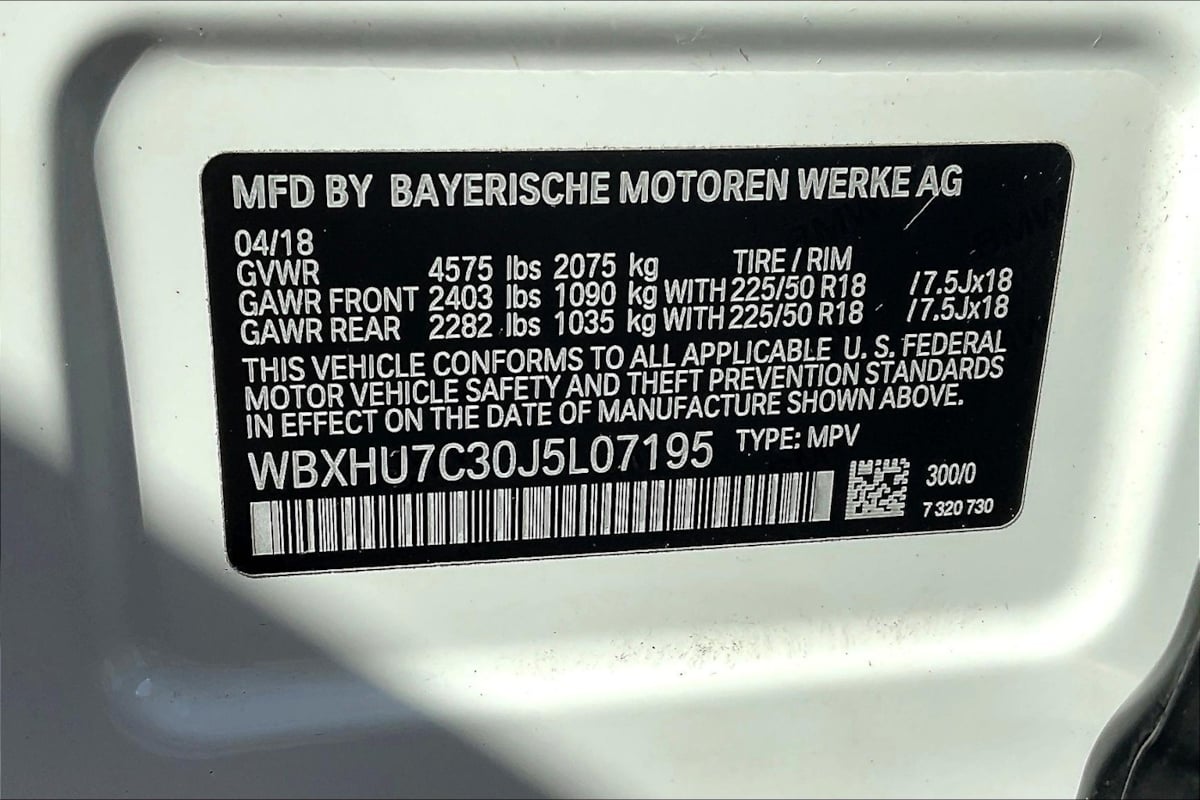 MFD BY BAYERISCHE MOTOREN WERKE AG
04/18
GVWR 4575 lbs 2075 kg TIRE / RIM
GAWR FRONT 2403 lbs 1090 kg WITH 225/50 R18 /7.5Jx18
GAWR REAR 2282 lbs 1035 kg WITH 225/50 R18 /7.5Jx18
THIS VEHICLE CONFORMS TO ALL APPLICABLE U. S. FEDERAL
MOTOR VEHICLE SAFETY AND THEFT PREVENTION STANDARDS
IN EFFECT ON THE DATE OF MANUFACTURE SHOWN ABOVE.
WBXHU7C30J5L07195 TYPE: MPV
300/0
7 320 730